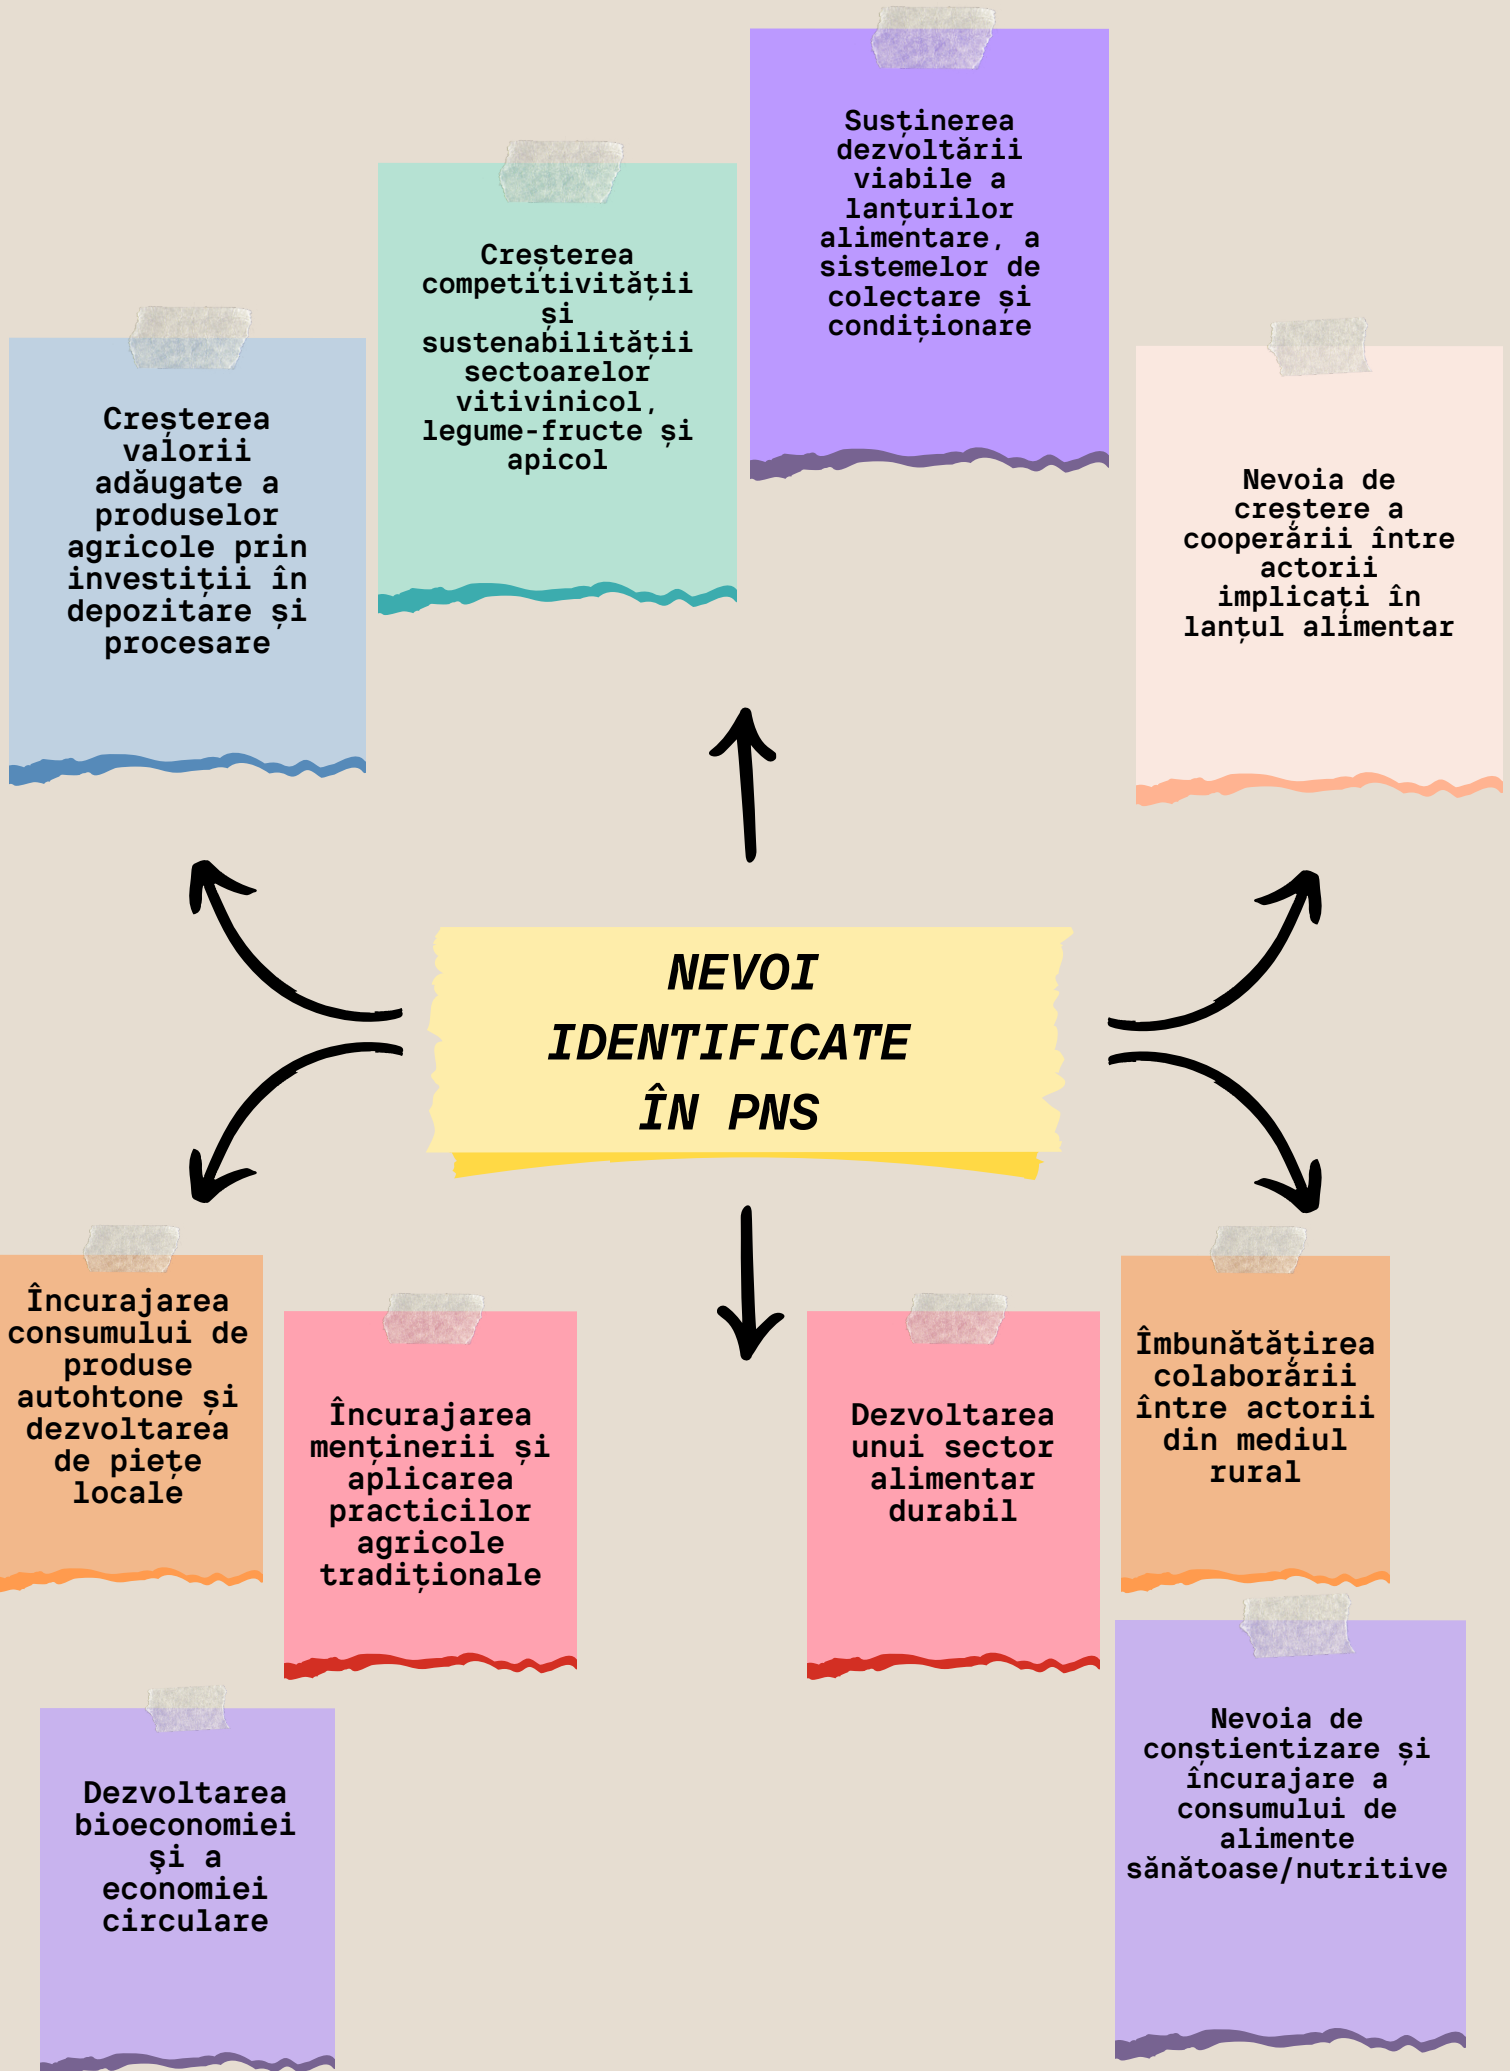 Susținerea
dezvoltării
viabile a
lanțurilor
alimentare, a
sistemelor de
colectare și
condiționare
Creșterea
competitivității
și
sustenabilității
sectoarelor
vitivinicol,
legume-fructe și
apicol
Creșterea
valorii
adăugate a
produselor
agricole prin
investiții în
depozitare și
procesare
Nevoia de
creștere a
cooperării între
actorii
implicați în
lanțul alimentar
NEVOI
IDENTIFICATE
ÎN PNS
Încurajarea
consumului de
produse
autohtone și
dezvoltarea
de piețe
locale
Încurajarea
menținerii și
aplicarea
practicilor
agricole
tradiționale
Dezvoltarea
unui sector
alimentar
durabil
Îmbunătățirea
colaborării
între actorii
din mediul
rural
Dezvoltarea
bioeconomiei
şi a
economiei
circulare
Nevoia de
conștientizare și
încurajare a
consumului de
alimente
sănătoase/nutritive